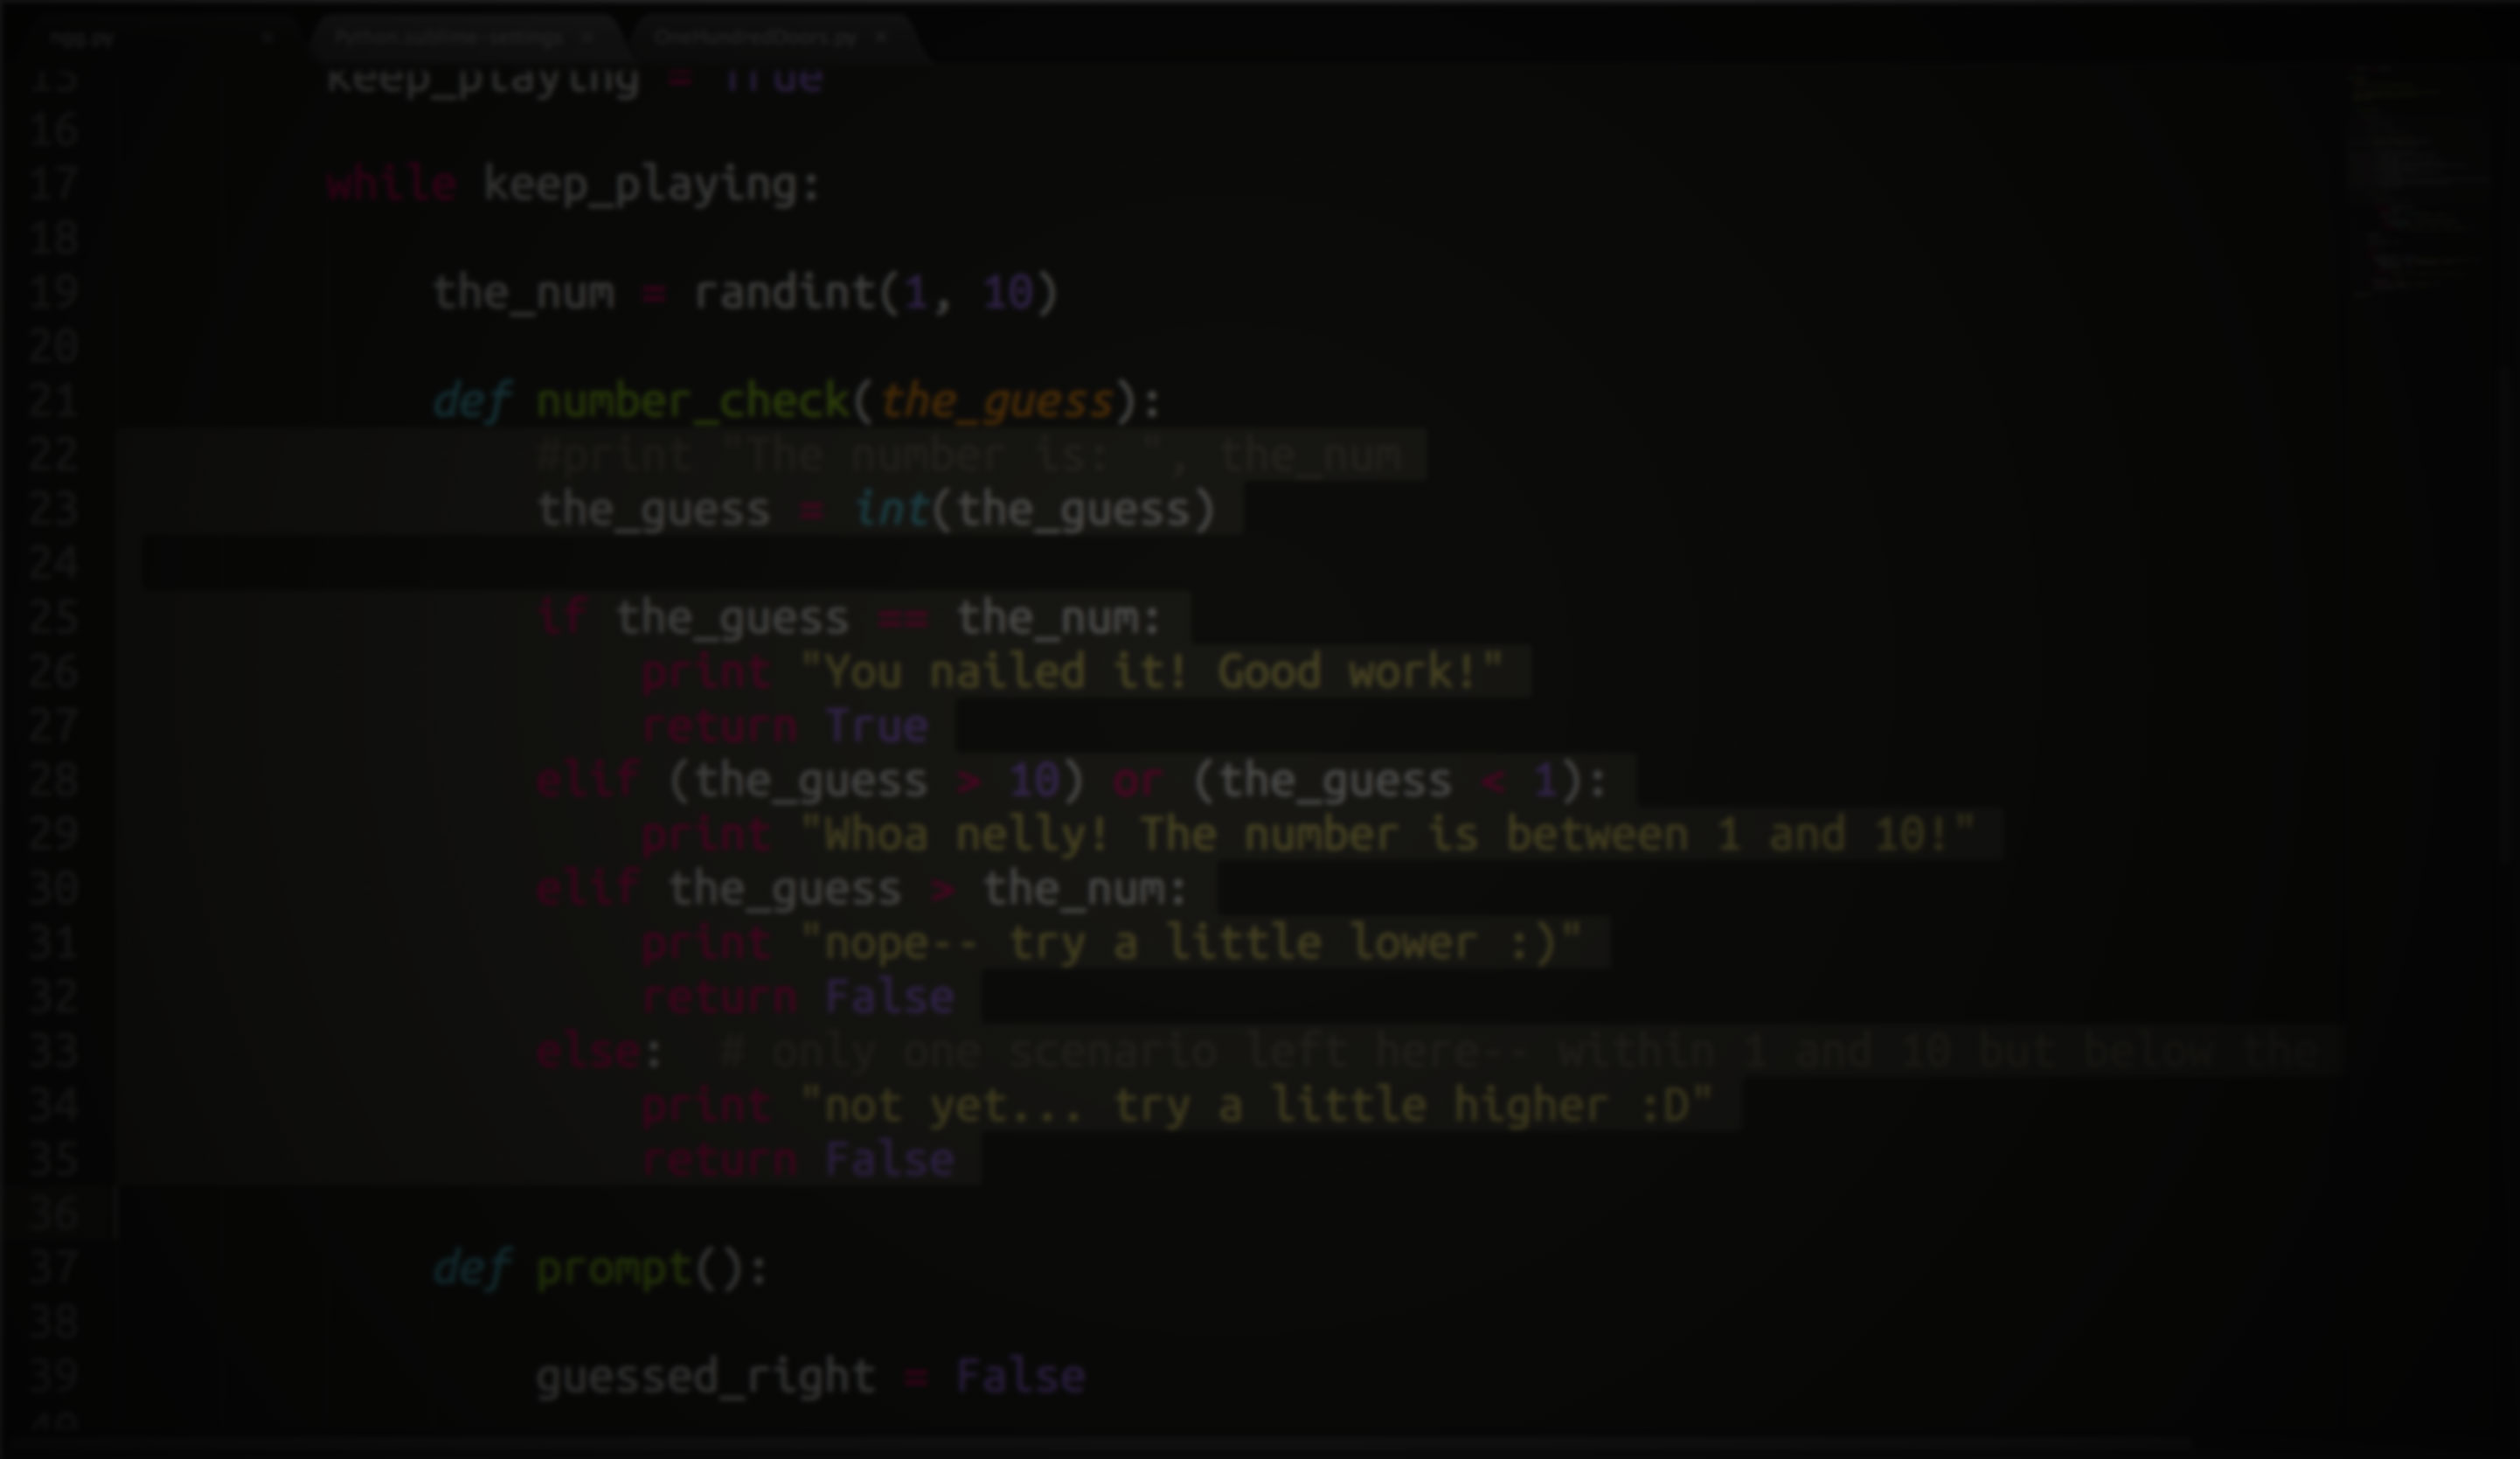 Python.sublime-settings × OneHundredDoors.py ×
15 keep_playing = True
16
17 while keep_playing:
18
19 the_num = randint(1, 10)
20
21 def number_check(the_guess):
22 #print "The number is: ", the_num
23 the_guess = int(the_guess)
24
25 if the_guess == the_num:
26 print "You nailed it! Good work!"
27 return True
28 elif (the_guess > 10) or (the_guess < 1):
29 print "Whoa nelly! The number is between 1 and 10!"
30 elif the_guess > the_num:
31 print "nope-- try a little lower :)"
32 return False
33 else: # only one scenario left here-- within 1 and 10 but below the
34 print "not yet... try a little higher :D"
35 return False
36
37 def prompt():
38
39 guessed_right = False
40